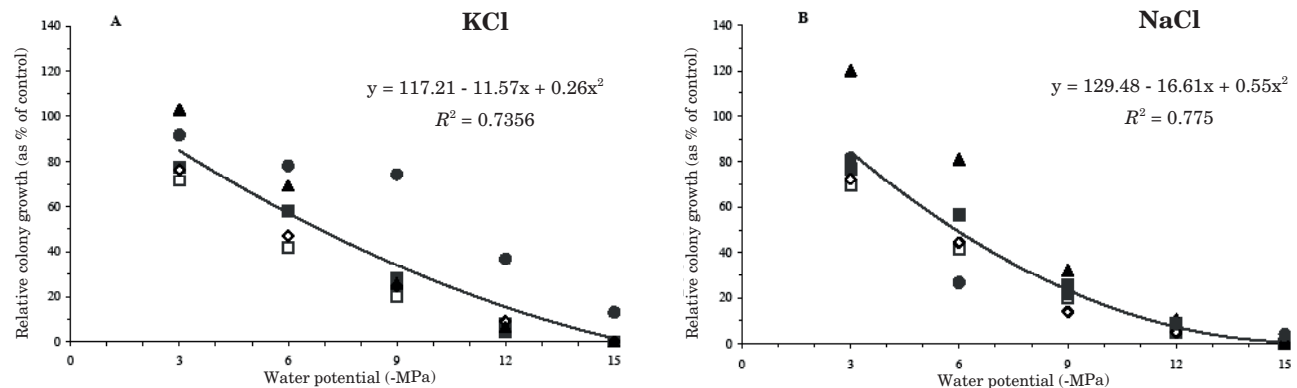 A
KCl
y = 117.21 - 11.57x + 0.26x²
R² = 0.7356
Relative colony growth (as % of control)
140
120
100
80
60
40
20
0
0 3 6 9 12 15
Water potential (-MPa)
B
NaCl
y = 129.48 - 16.61x + 0.55x²
R² = 0.775
Relative colony growth (as % of control)
140
120
100
80
60
40
20
0
0 3 6 9 12 15
Water potential (-MPa)